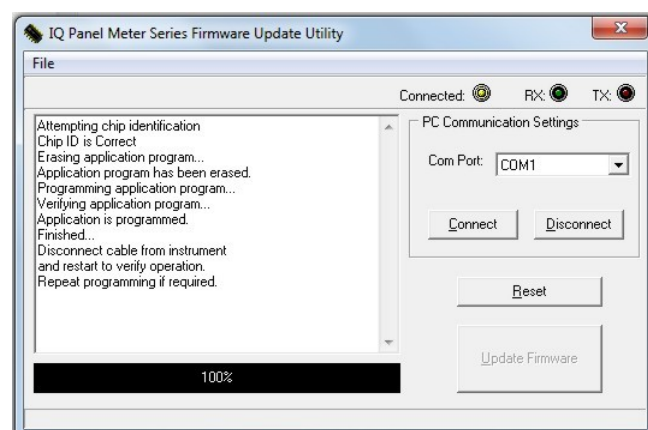 IQ Panel Meter Series Firmware Update Utility
File
Connected: RX: TX:
Attempting chip identification
Chip ID is Correct
Erasing application program...
Application program has been erased.
Programming application program...
Verifying application program...
Application is programmed.
Finished...
Disconnect cable from instrument
and restart to verify operation.
Repeat programming if required.
100%
PC Communication Settings
Com Port: COM1
Connect Disconnect
Reset
Update Firmware